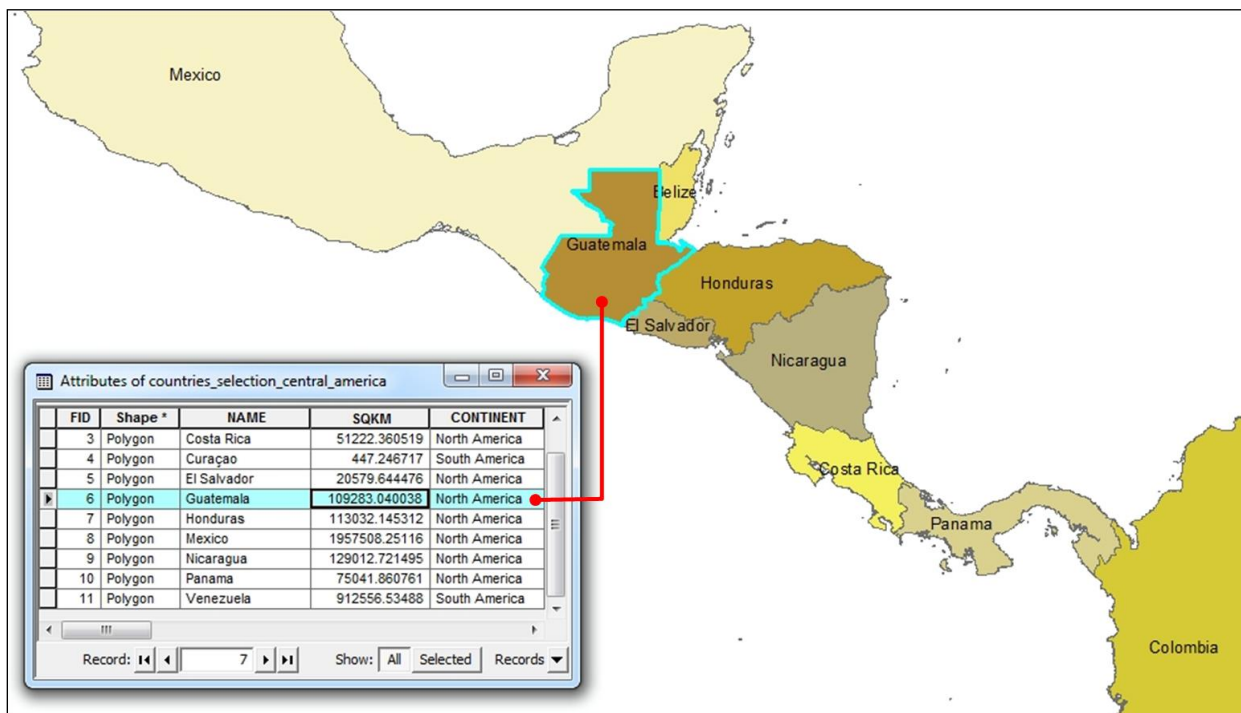 Mexico
Belize
Guatemala
Honduras
El Salvador
Nicaragua
Costa Rica
Panama
Colombia
Attributes of countries_selection_central_america
FID Shape * NAME SQKM CONTINENT
3 Polygon Costa Rica 51222.360519 North America
4 Polygon Curaçao 447.246717 South America
5 Polygon El Salvador 20579.644476 North America
6 Polygon Guatemala 109283.040038 North America
7 Polygon Honduras 113032.145312 North America
8 Polygon Mexico 1957508.25116 North America
9 Polygon Nicaragua 129012.721495 North America
10 Polygon Panama 75041.860761 North America
11 Polygon Venezuela 912556.53488 South America
Record: 7 Show: All Selected Records